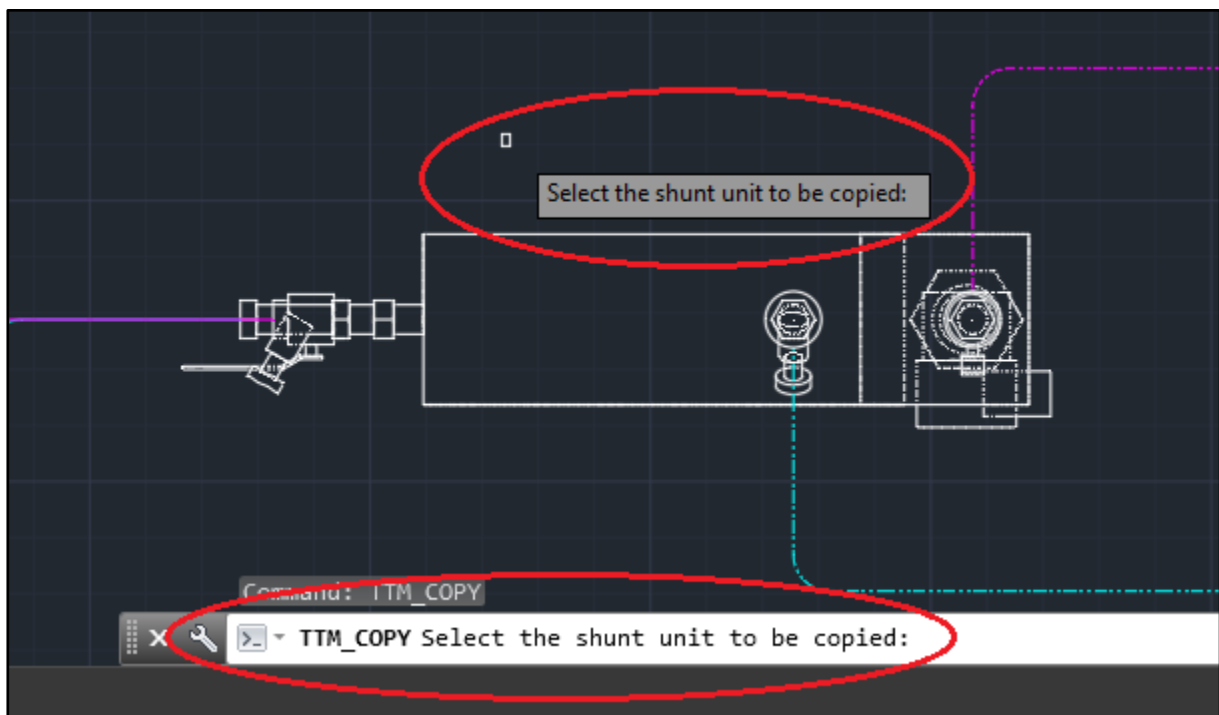 Select the shunt unit to be copied:
Command: TTM_COPY
TTM_COPY Select the shunt unit to be copied: